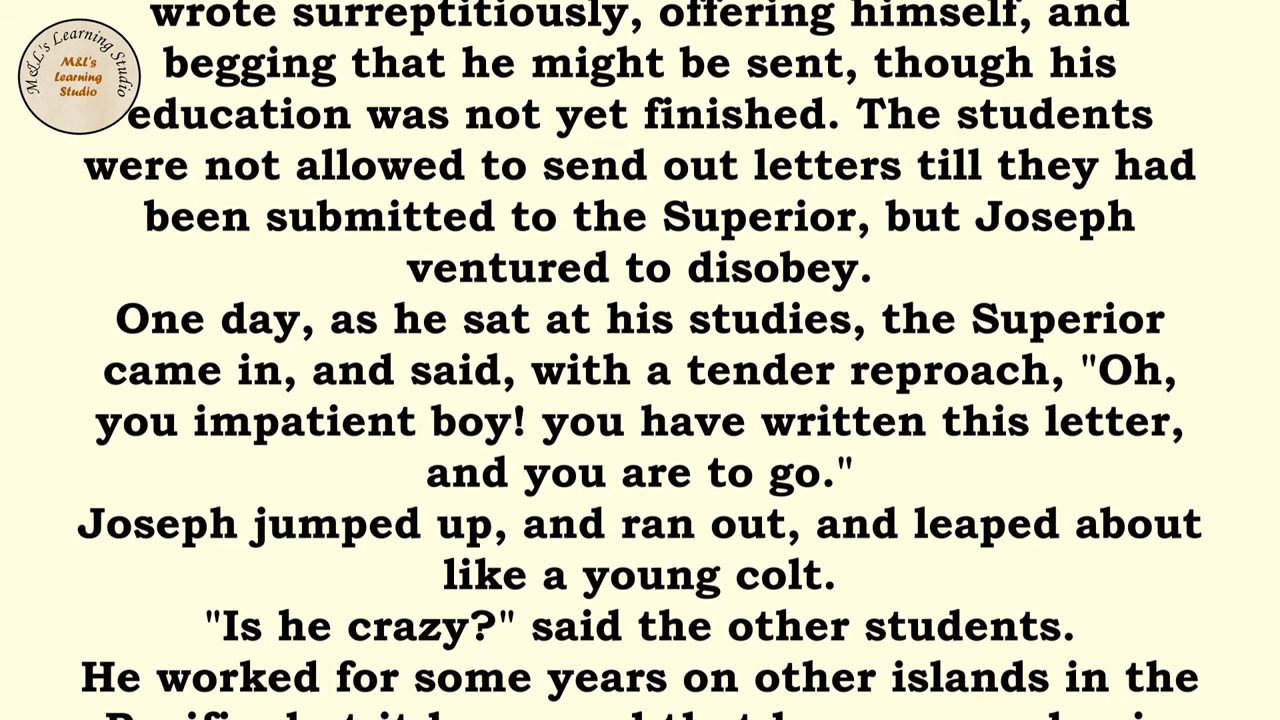 wrote surreptitiously, offering himself, and
begging that he might be sent, though his
education was not yet finished. The students
were not allowed to send out letters till they had
been submitted to the Superior, but Joseph
ventured to disobey.
One day, as he sat at his studies, the Superior
came in, and said, with a tender reproach, "Oh,
you impatient boy! you have written this letter,
and you are to go."
Joseph jumped up, and ran out, and leaped about
like a young colt.
"Is he crazy?" said the other students.
He worked for some years on other islands in the
M&L's Learning Studio
M&L's
Learning
Studio